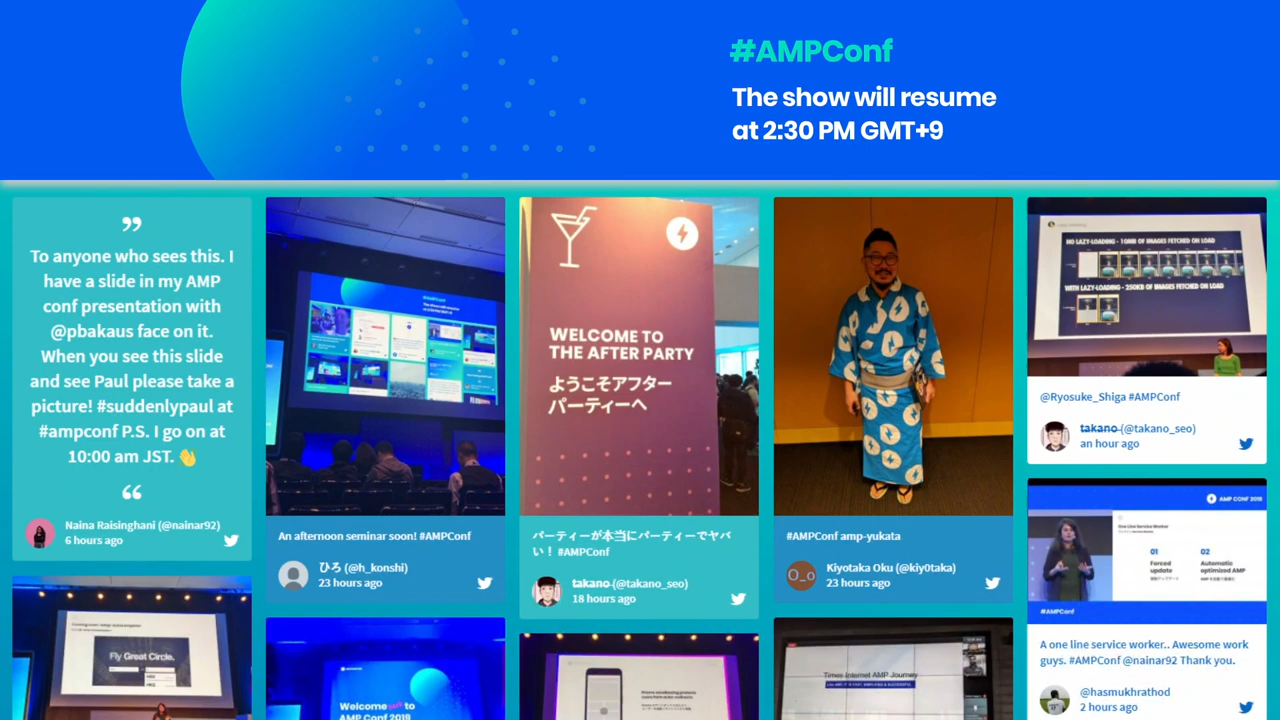 #AMPConf
The show will resume
at 2:30 PM GMT+9
”
To anyone who sees this. I
have a slide in my AMP
conf presentation with
@pbakaus face on it.
When you see this slide
and see Paul please take a
picture! #suddenlypaul at
#ampconf P.S. I go on at
10:00 am JST. 👋
“
Naina Raisinghani (@nainar92)
6 hours ago
Fly Great Circle.
#AMPConf
An afternoon seminar soon! #AMPConf
ひろ (@h_konshi)
23 hours ago
Welcome
AMP Conf 2019
WELCOME TO
THE AFTER PARTY
ようこそアフター
パーティーへ
パーティーが本当にパーティーでヤバ
い！ #AMPConf
takano (@takano_seo)
18 hours ago
#AMPConf amp-yukata
O_o
Kiyotaka Oku (@kiy0taka)
23 hours ago
Times Internet AMP Journey
NO LAZY-LOADING - 10MB OF IMAGES FETCHED ON LOAD
WITH LAZY-LOADING - 250KB OF IMAGES FETCHED ON LOAD
@Ryosuke_Shiga #AMPConf
takano (@takano_seo)
an hour ago
AMP CONF 2019
One Line Service Worker
01
02
Forced
update
Automatic
optimized AMP
#AMPConf
A one line service worker.. Awesome work
guys. #AMPConf @nainar92 Thank you.
@hasmukhrathod
2 hours ago